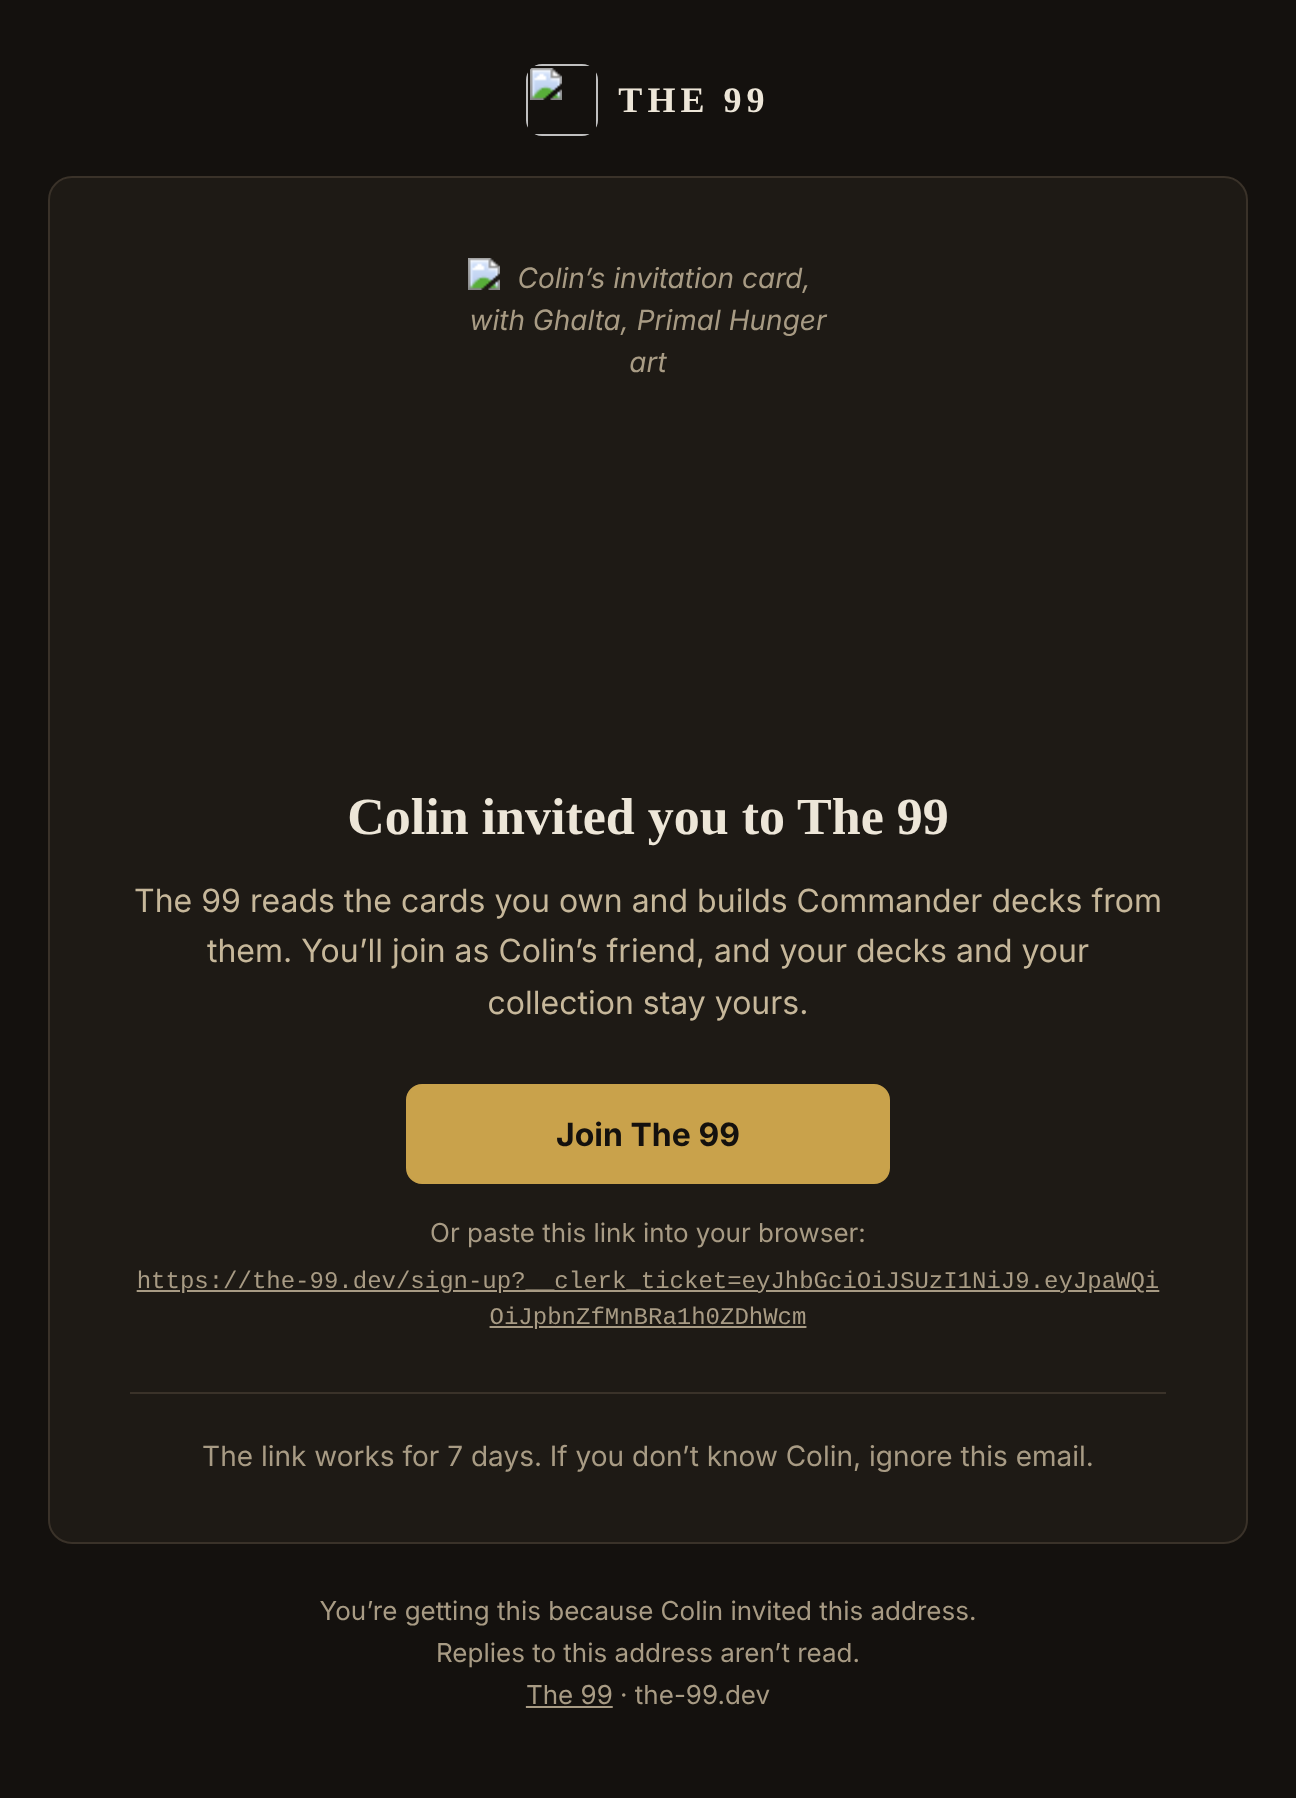 THE 99
Colin’s invitation card,
with Ghalta, Primal Hunger
art
Colin invited you to The 99
The 99 reads the cards you own and builds Commander decks from
them. You’ll join as Colin’s friend, and your decks and your
collection stay yours.
Join The 99
Or paste this link into your browser:
https://the-99.dev/sign-up?__clerk_ticket=eyJhbGciOiJSUzI1NiJ9.eyJpaWQi
OiJpbnZfMnBRa1h0ZDhWcm
The link works for 7 days. If you don’t know Colin, ignore this email.
You’re getting this because Colin invited this address.
Replies to this address aren’t read.
The 99 · the-99.dev